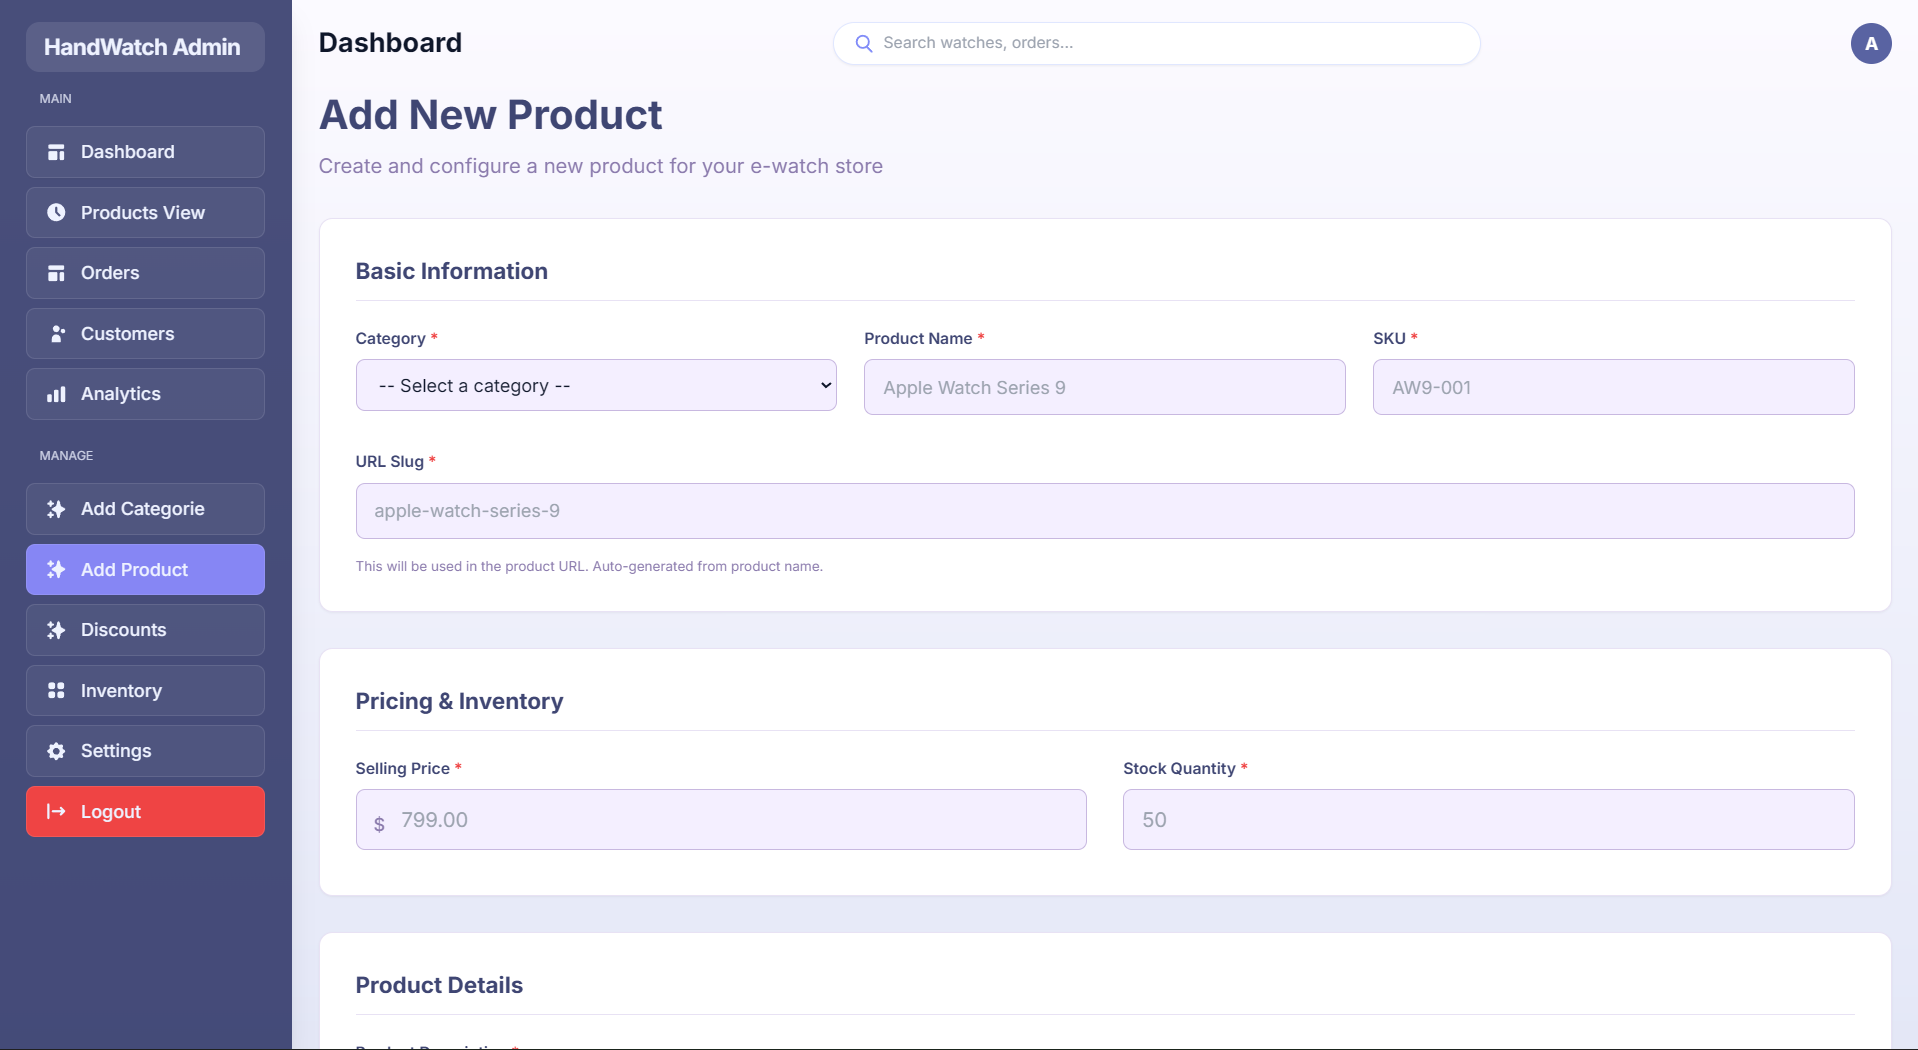 HandWatch Admin
MAIN
Dashboard
Products View
Orders
Customers
Analytics
MANAGE
Add Categorie
Add Product
Discounts
Inventory
Settings
Logout
Dashboard
Search watches, orders...
A
Add New Product
Create and configure a new product for your e-watch store
Basic Information
Category *
Product Name *
SKU *
-- Select a category --
Apple Watch Series 9
AW9-001
URL Slug *
apple-watch-series-9
This will be used in the product URL. Auto-generated from product name.
Pricing & Inventory
Selling Price *
Stock Quantity *
$ 799.00
50
Product Details
Product Description *